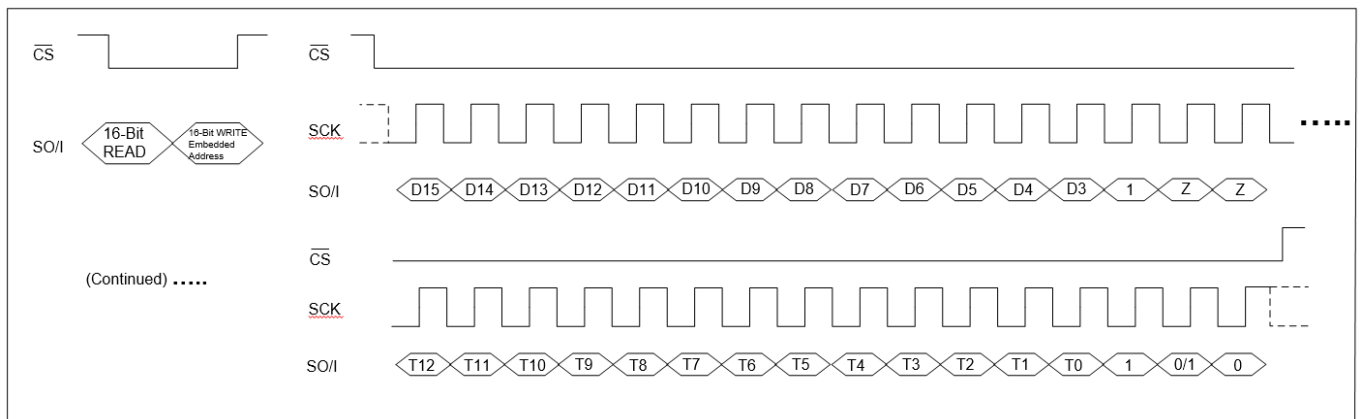 CS
SO/I
16-Bit
READ
16-Bit WRITE
Embedded
Address
CS
SCK
SO/I
D15 D14 D13 D12 D11 D10 D9 D8 D7 D6 D5 D4 D3 1 Z Z
.....
(Continued) .....
CS
SCK
SO/I
T12 T11 T10 T9 T8 T7 T6 T5 T4 T3 T2 T1 T0 1 0/1 0